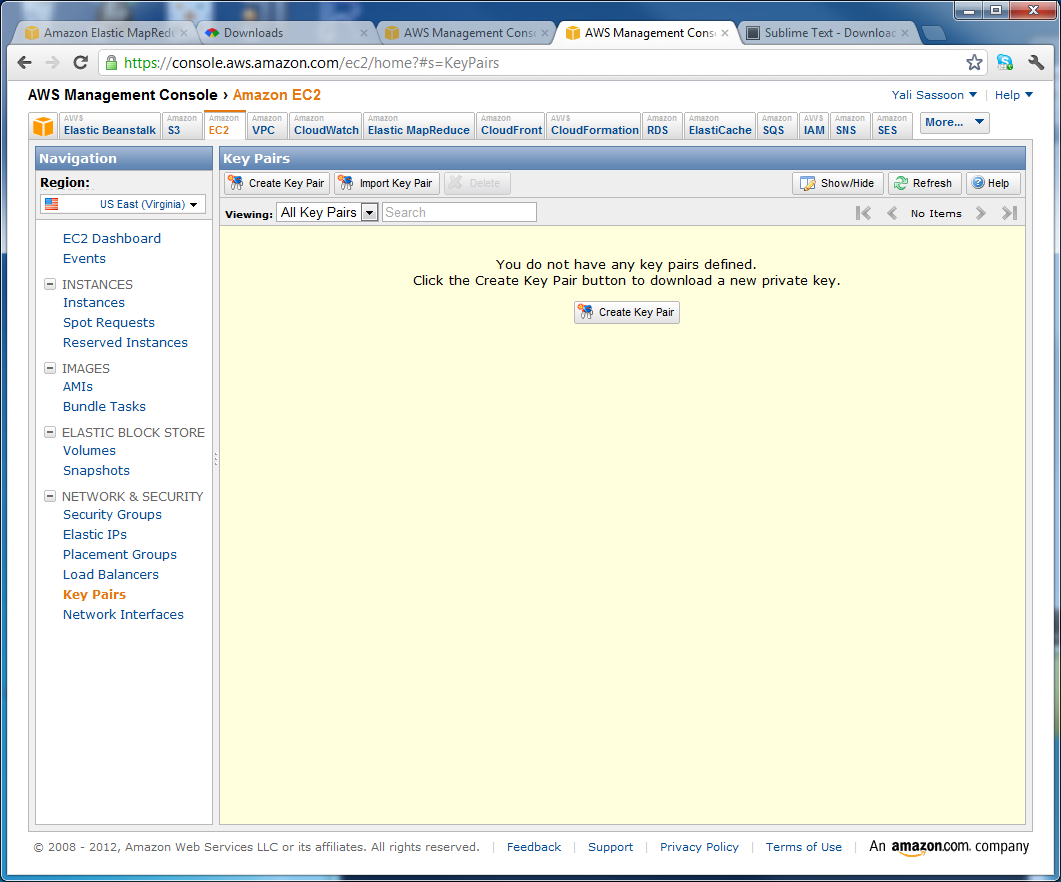 Amazon Elastic MapRedu
Downloads
AWS Management Conso
AWS Management Conso
Sublime Text - Download
https://console.aws.amazon.com/ec2/home?#s=KeyPairs
AWS Management Console › Amazon EC2
Yali Sassoon
Help
AWS
Elastic Beanstalk
Amazon
S3
Amazon
EC2
Amazon
VPC
Amazon
CloudWatch
Amazon
Elastic MapReduce
Amazon
CloudFront
AWS
CloudFormation
Amazon
RDS
Amazon
ElastiCache
Amazon
SQS
AWS
IAM
Amazon
SNS
Amazon
SES
More...
Navigation
Region:
US East (Virginia)
EC2 Dashboard
Events
INSTANCES
Instances
Spot Requests
Reserved Instances
IMAGES
AMIs
Bundle Tasks
ELASTIC BLOCK STORE
Volumes
Snapshots
NETWORK & SECURITY
Security Groups
Elastic IPs
Placement Groups
Load Balancers
Key Pairs
Network Interfaces
Key Pairs
Create Key Pair
Import Key Pair
Delete
Show/Hide
Refresh
Help
Viewing: All Key Pairs
Search
No Items
You do not have any key pairs defined.
Click the Create Key Pair button to download a new private key.
Create Key Pair
© 2008 - 2012, Amazon Web Services LLC or its affiliates. All rights reserved. | Feedback | Support | Privacy Policy | Terms of Use | An amazon.com. company